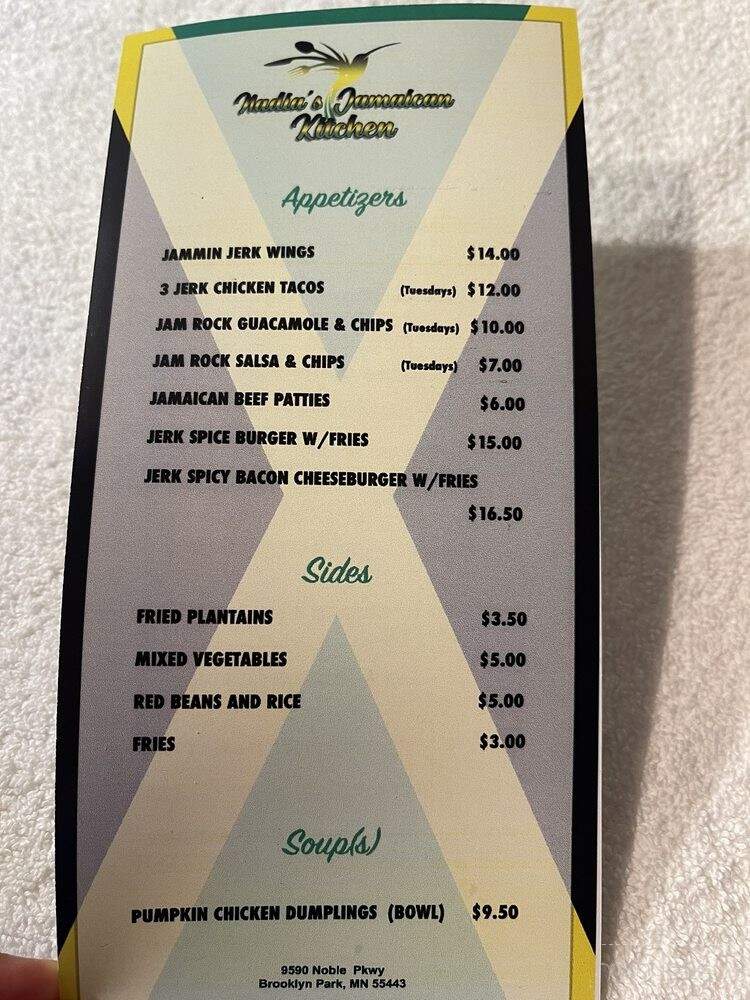 Nadia's Jamaican
Kitchen
Appetizers
JAMMIN JERK WINGS $14.00
3 JERK CHICKEN TACOS (Tuesdays) $12.00
JAM ROCK GUACAMOLE & CHIPS (Tuesdays) $10.00
JAM ROCK SALSA & CHIPS (Tuesdays) $7.00
JAMAICAN BEEF PATTIES $6.00
JERK SPICE BURGER W/FRIES $15.00
JERK SPICY BACON CHEESEBURGER W/FRIES
$16.50
Sides
FRIED PLANTAINS $3.50
MIXED VEGETABLES $5.00
RED BEANS AND RICE $5.00
FRIES $3.00
Soup(s)
PUMPKIN CHICKEN DUMPLINGS (BOWL) $9.50
9590 Noble Pkwy
Brooklyn Park, MN 55443